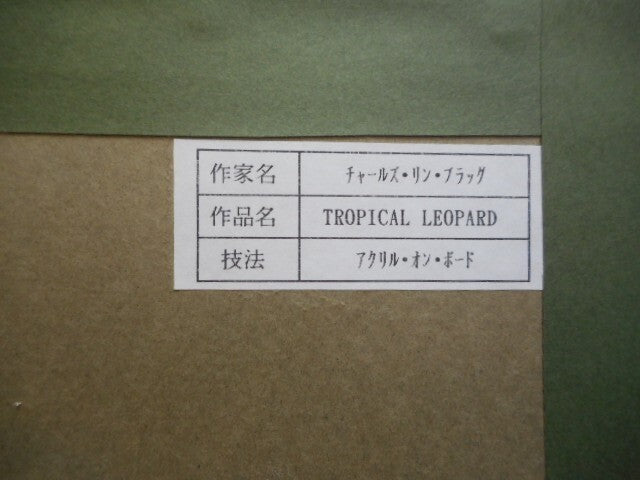 作家名 チャールズ・リン・ブラッグ
作品名 TROPICAL LEOPARD
技法 アクリル・オン・ボード